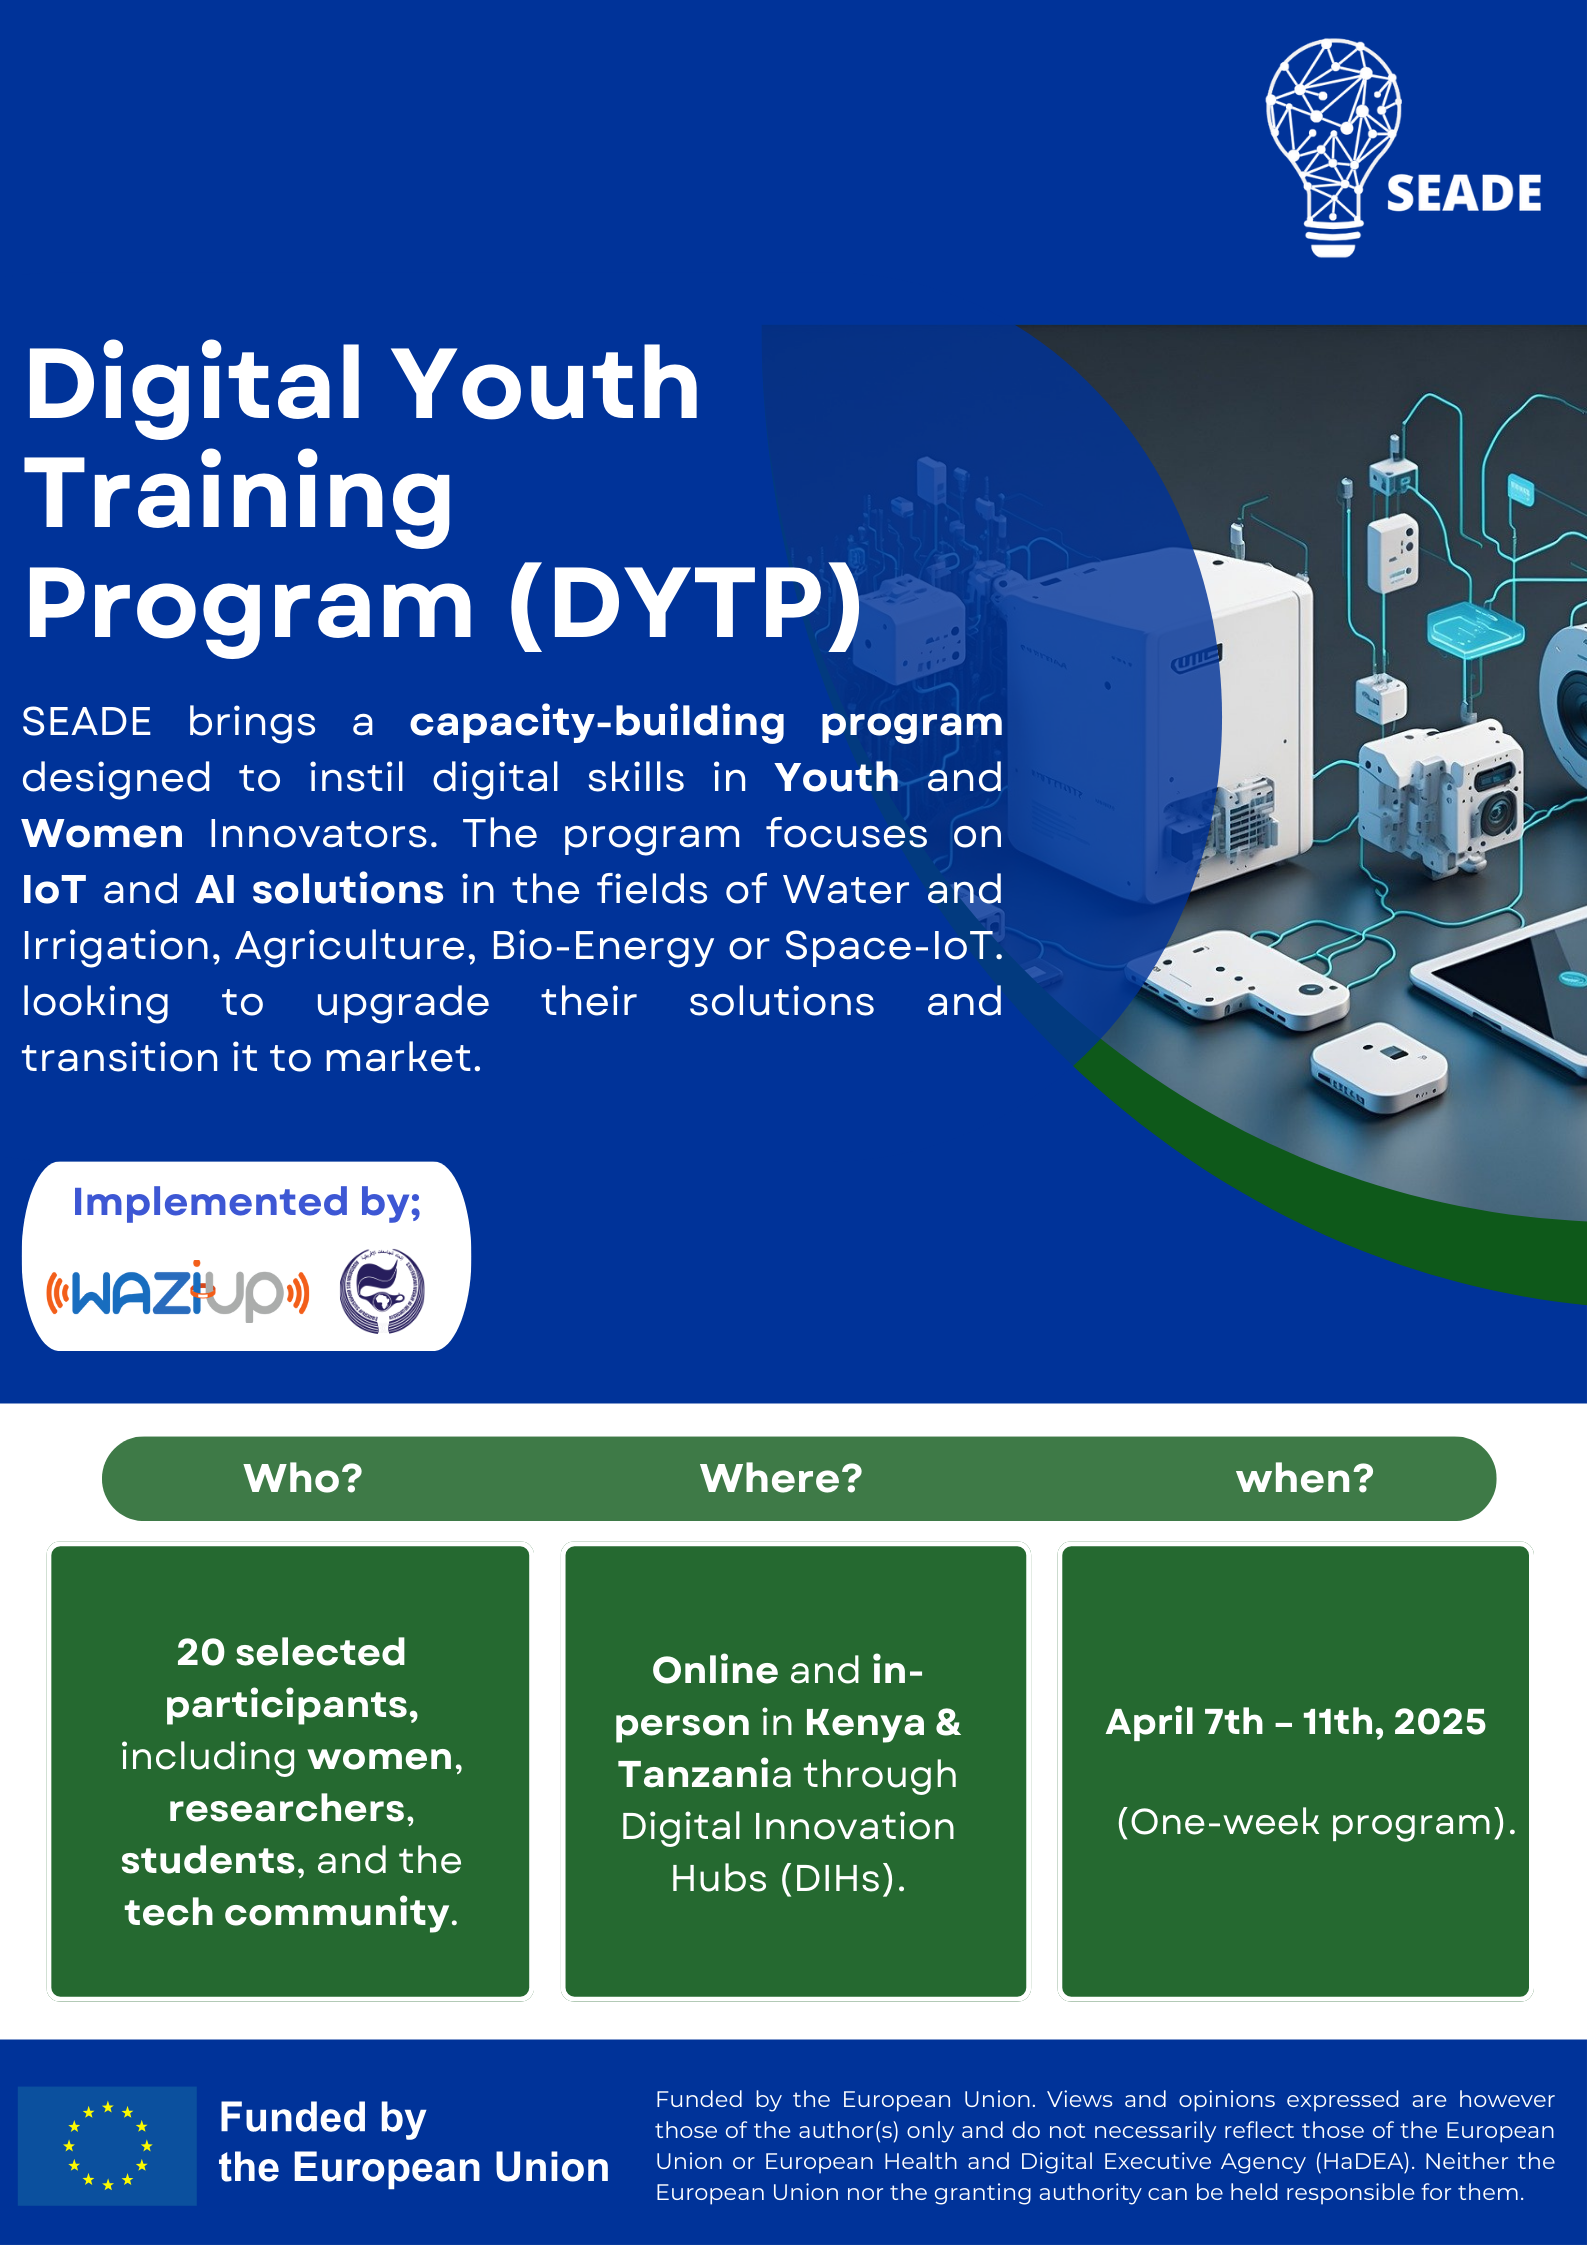 SEADE
Digital Youth
Training
Program (DYTP)
SEADE brings a capacity-building program
designed to instil digital skills in Youth and
Women Innovators. The program focuses on
IoT and AI solutions in the fields of Water and
Irrigation, Agriculture, Bio-Energy or Space-IoT.
looking to upgrade their solutions and
transition it to market.
Implemented by;
WAZIUP
Who?
Where?
when?
20 selected
participants,
including women,
researchers,
students, and the
tech community.
Online and in-
person in Kenya &
Tanzania through
Digital Innovation
Hubs (DIHs).
April 7th – 11th, 2025
(One-week program).
Funded by
the European Union
Funded by the European Union. Views and opinions expressed are however
those of the author(s) only and do not necessarily reflect those of the European
Union or European Health and Digital Executive Agency (HaDEA). Neither the
European Union nor the granting authority can be held responsible for them.